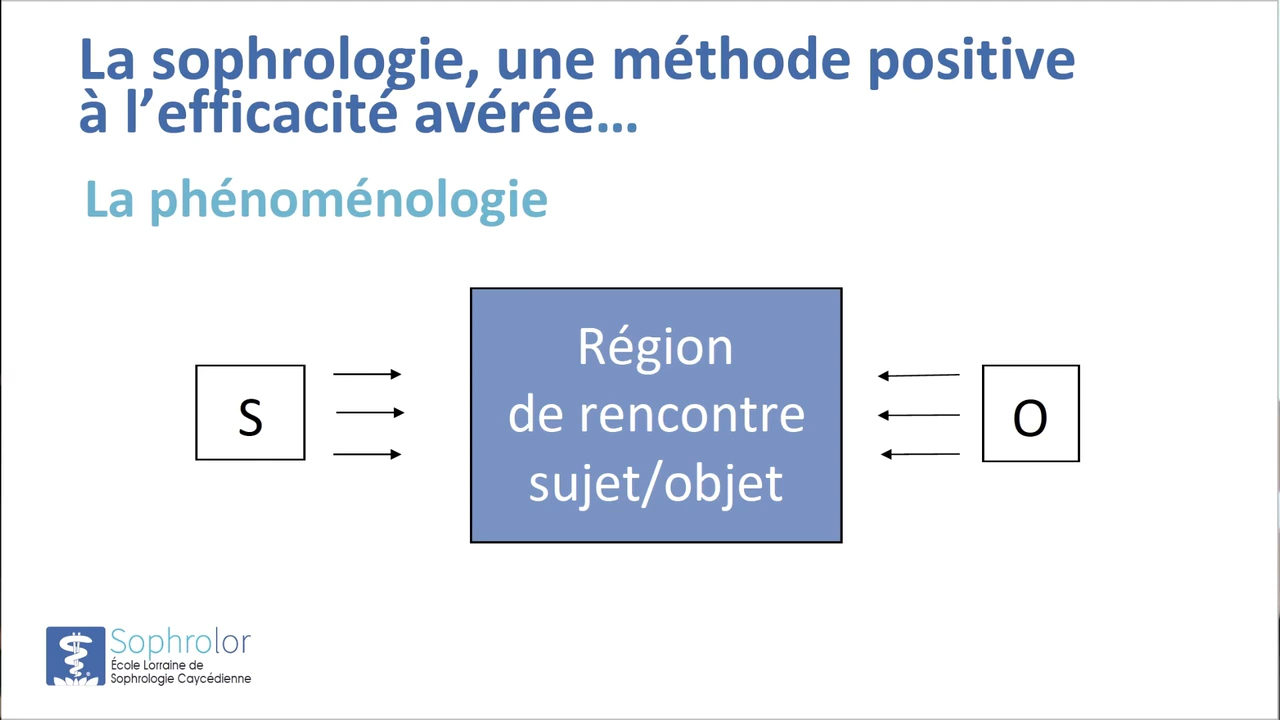 La sophrologie, une méthode positive
à l’efficacité avérée...
La phénoménologie
S
Région
de rencontre
sujet/objet
O
Sophrolor
École Lorraine de
Sophrologie Caycédienne